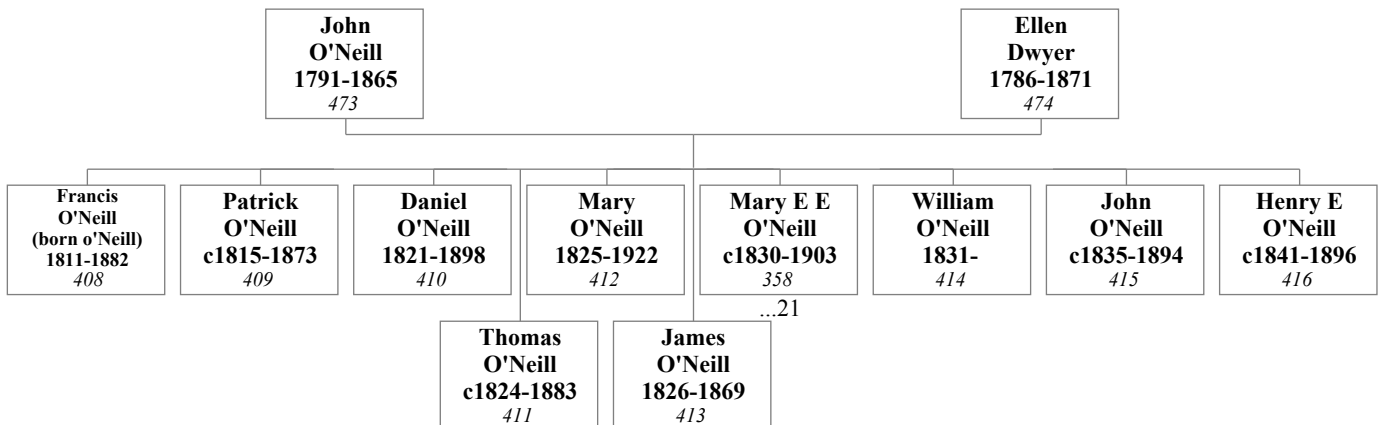 John
O'Neill
1791-1865
473
Ellen
Dwyer
1786-1871
474
Francis
O'Neill
(born o'Neill)
1811-1882
408
Patrick
O'Neill
c1815-1873
409
Daniel
O'Neill
1821-1898
410
Mary
O'Neill
1825-1922
412
Mary E E
O'Neill
c1830-1903
358
...21
William
O'Neill
1831-
414
John
O'Neill
c1835-1894
415
Henry E
O'Neill
c1841-1896
416
Thomas
O'Neill
c1824-1883
411
James
O'Neill
1826-1869
413